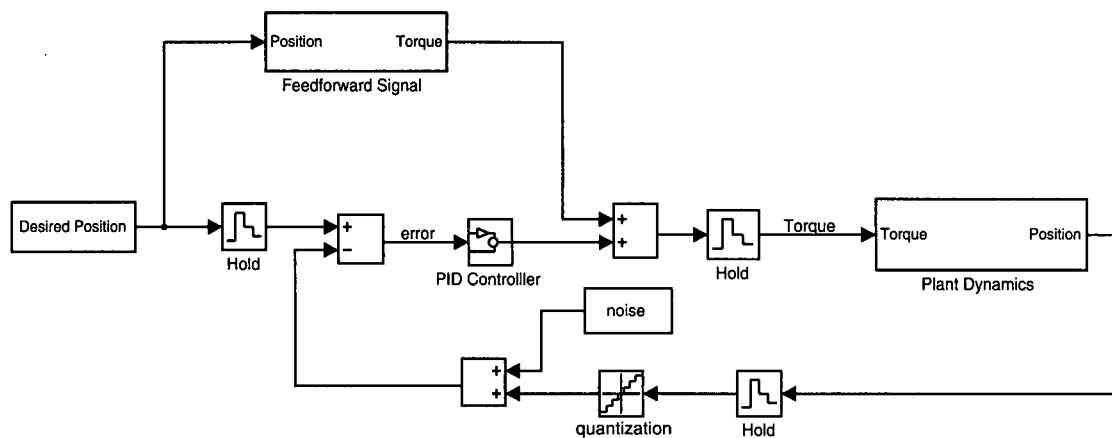 Position
Torque
Feedforward Signal
Desired Position
Hold
+
−
error
PID Controlller
+
+
Hold
Torque
Torque
Position
Plant Dynamics
noise
+
+
quantization
Hold